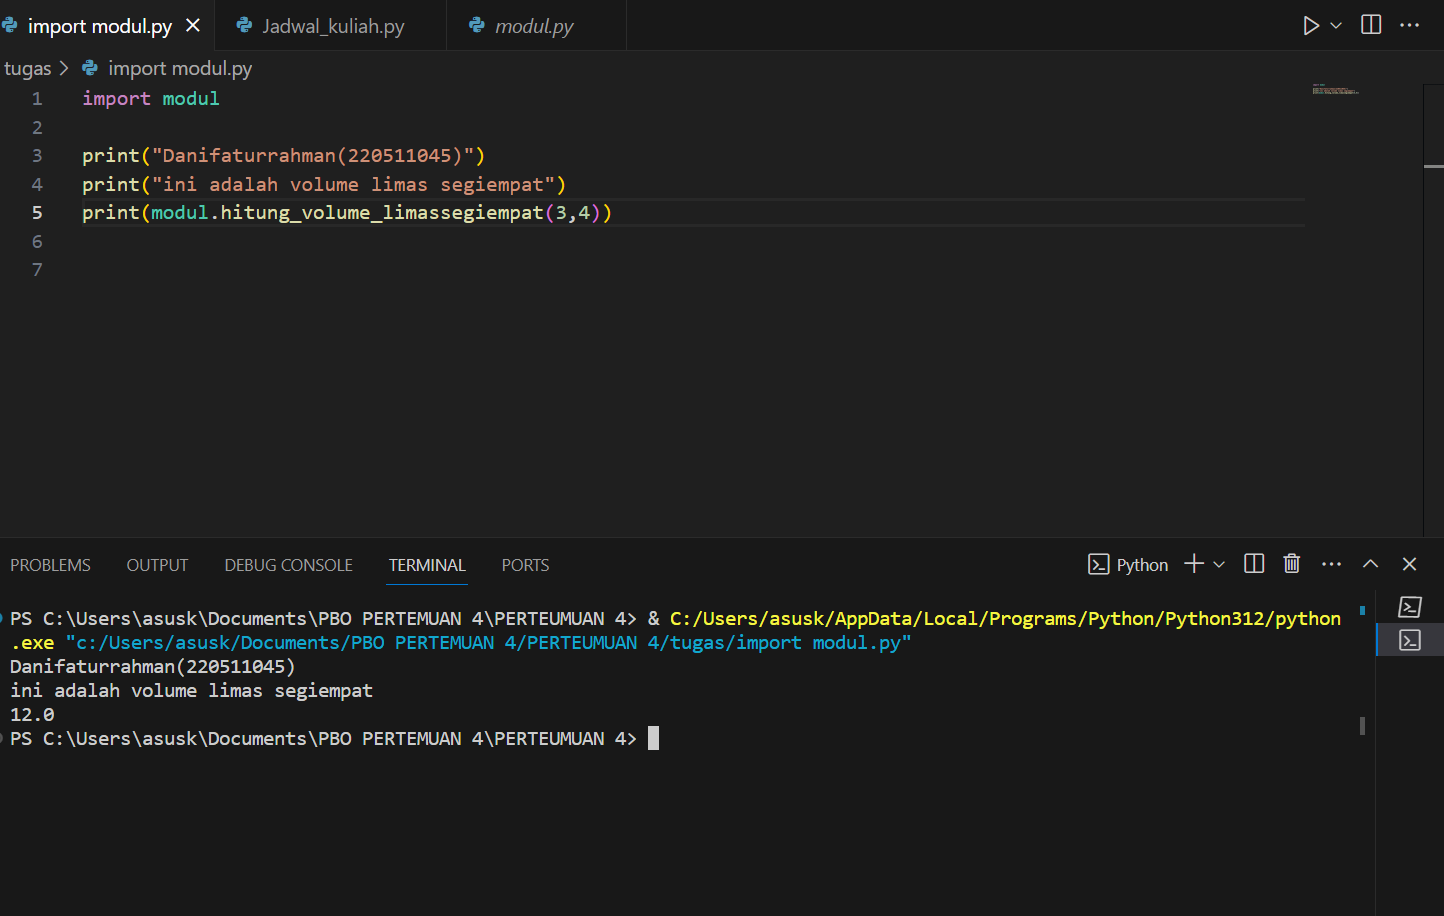 import modul.py Jadwal_kuliah.py modul.py
tugas > import modul.py
1 import modul
2
3 print("Danifaturrahman(220511045)")
4 print("ini adalah volume limas segiempat")
5 print(modul.hitung_volume_limassegiempat(3,4))
6
7
PROBLEMS OUTPUT DEBUG CONSOLE TERMINAL PORTS Python
PS C:\Users\asusk\Documents\PBO PERTEMUAN 4\PERTEUMUAN 4> & C:/Users/asusk/AppData/Local/Programs/Python/Python312/python
.exe "c:/Users/asusk/Documents/PBO PERTEMUAN 4/PERTEUMUAN 4/tugas/import modul.py"
Danifaturrahman(220511045)
ini adalah volume limas segiempat
12.0
PS C:\Users\asusk\Documents\PBO PERTEMUAN 4\PERTEUMUAN 4>